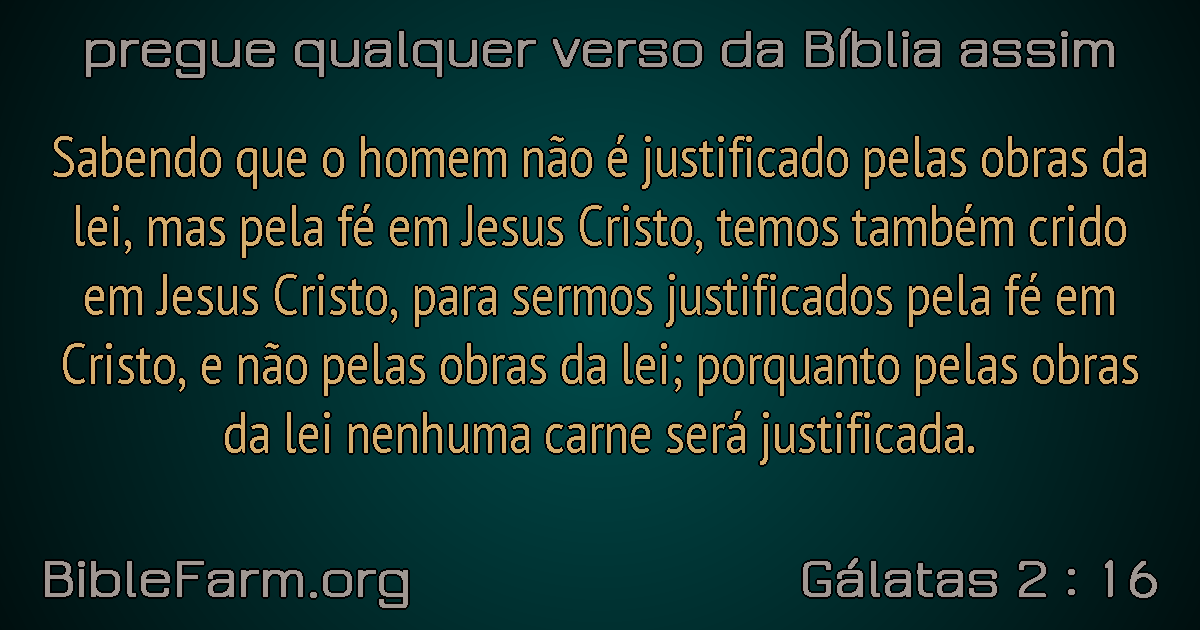 pregue qualquer verso da Bíblia assim
Sabendo que o homem não é justificado pelas obras da
lei, mas pela fé em Jesus Cristo, temos também crido
em Jesus Cristo, para sermos justificados pela fé em
Cristo, e não pelas obras da lei; porquanto pelas obras
da lei nenhuma carne será justificada.
BibleFarm.org
Gálatas 2 : 16